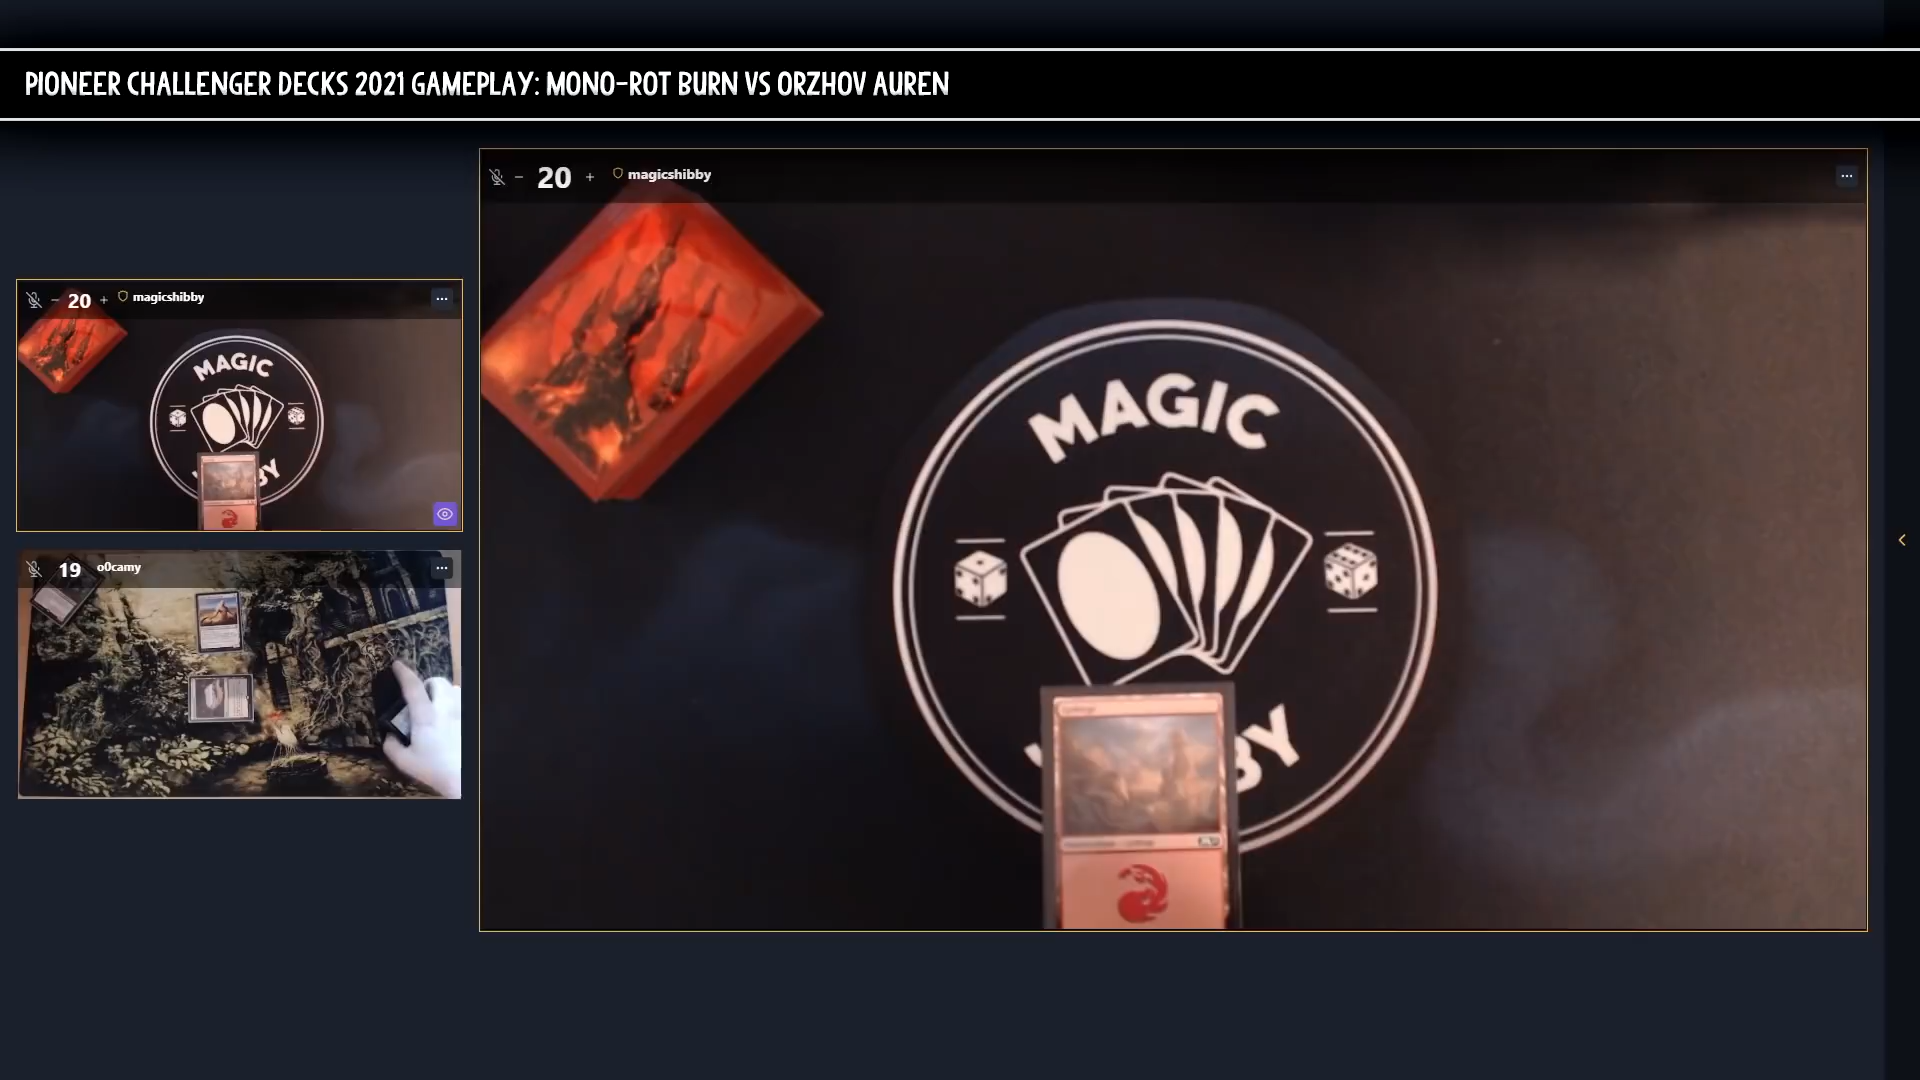 PIONEER CHALLENGER DECKS 2021 GAMEPLAY: MONO-ROT BURN VS ORZHOV AUREN
20
magicshibby
MAGIC
BY
20
magicshibby
MAGIC
BY
19
o0camy